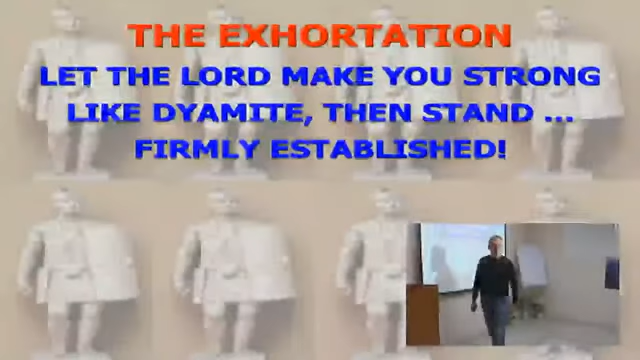 THE EXHORTATION
LET THE LORD MAKE YOU STRONG
LIKE DYAMITE, THEN STAND ...
FIRMLY ESTABLISHED!